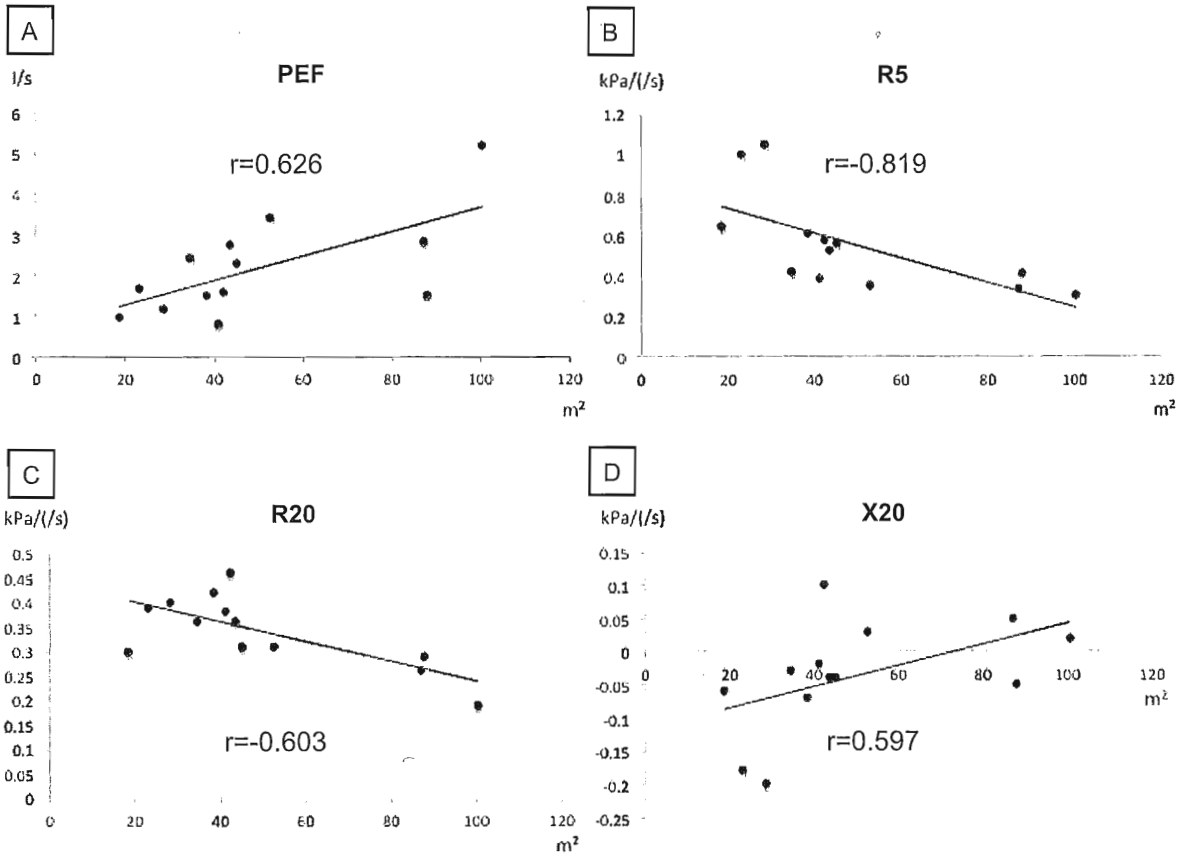 A
PEF
l/s
6
5
4
3
2
1
0
r=0.626
0 20 40 60 80 100 120
m²
B
R5
kPa/(/s)
1.2
1
0.8
0.6
0.4
0.2
0
r=-0.819
0 20 40 60 80 100 120
m²
C
R20
kPa/(/s)
0.5
0.45
0.4
0.35
0.3
0.25
0.2
0.15
0.1
0.05
0
r=-0.603
0 20 40 60 80 100 120
m²
D
X20
kPa/(/s)
0.15
0.1
0.05
0
-0.05
-0.1
-0.15
-0.2
-0.25
0 20 40 60 80 100 120
m²
r=0.597